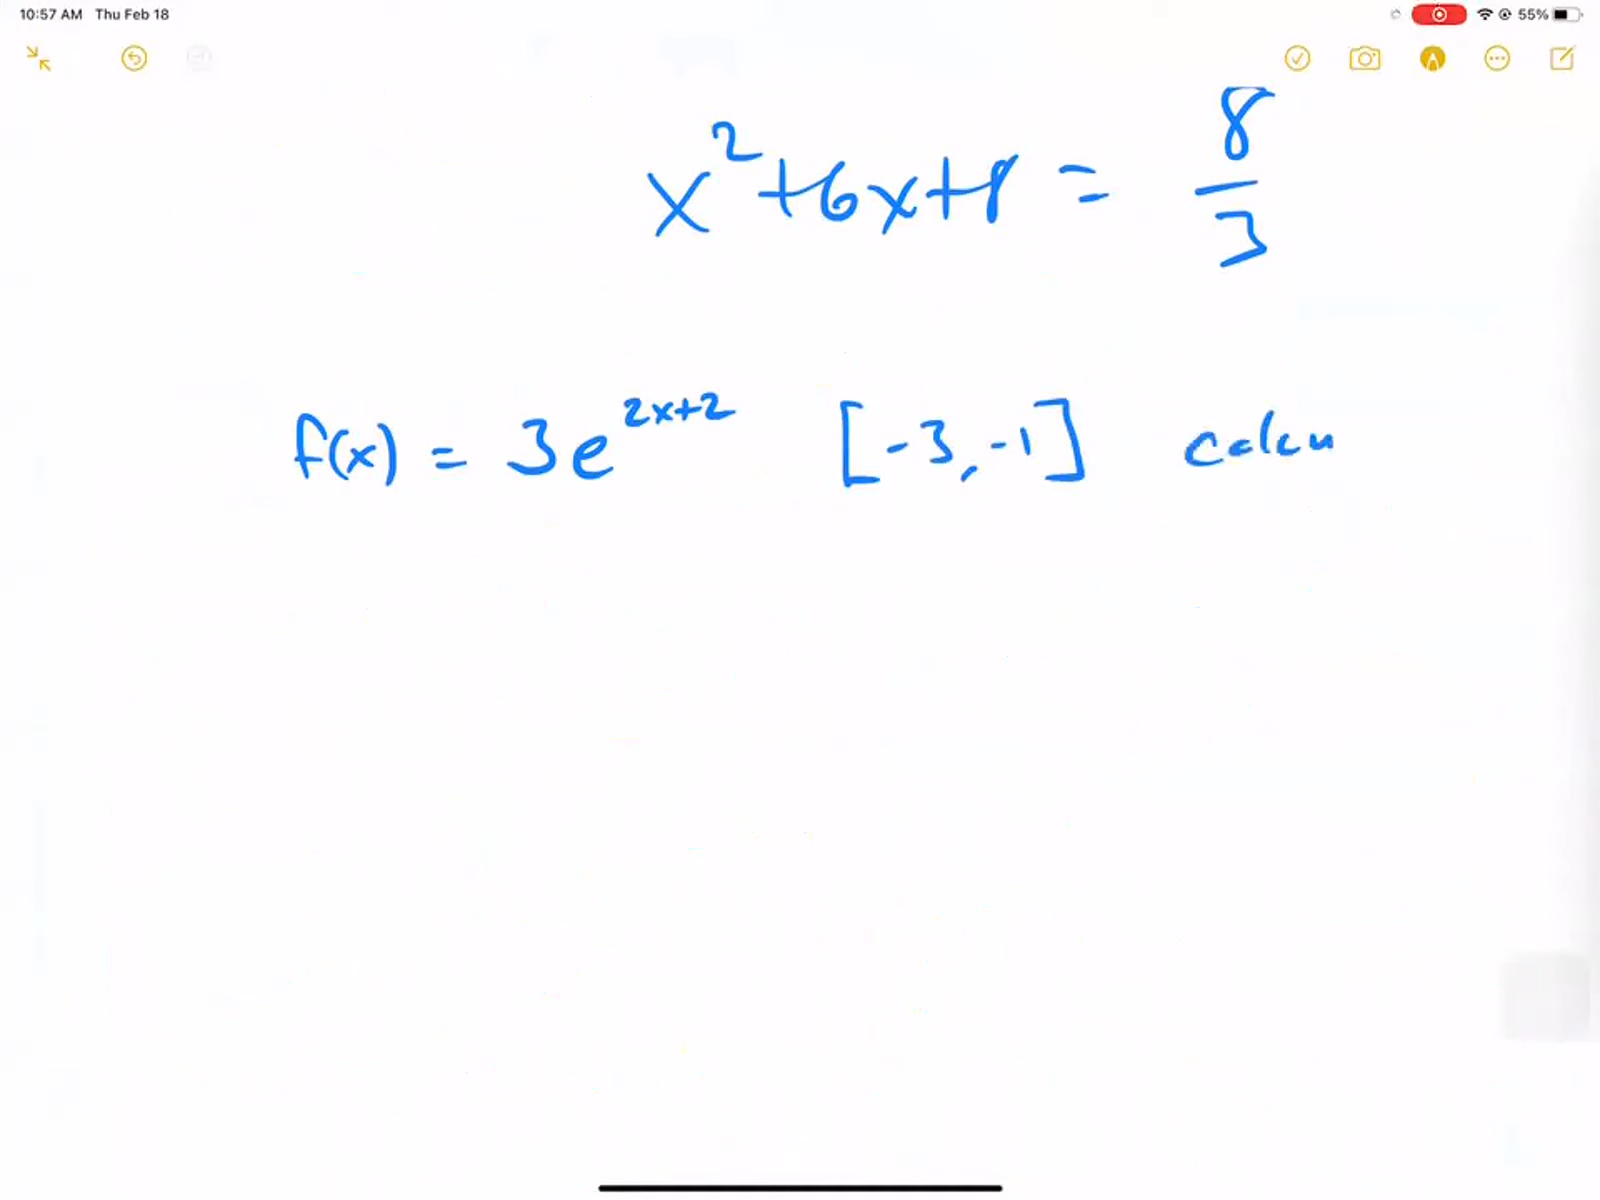 10:57 AM Thu Feb 18 55%
x² + 6x + 8 = 8/3
f(x) = 3e^{2x+2} [-3, -1] calcu